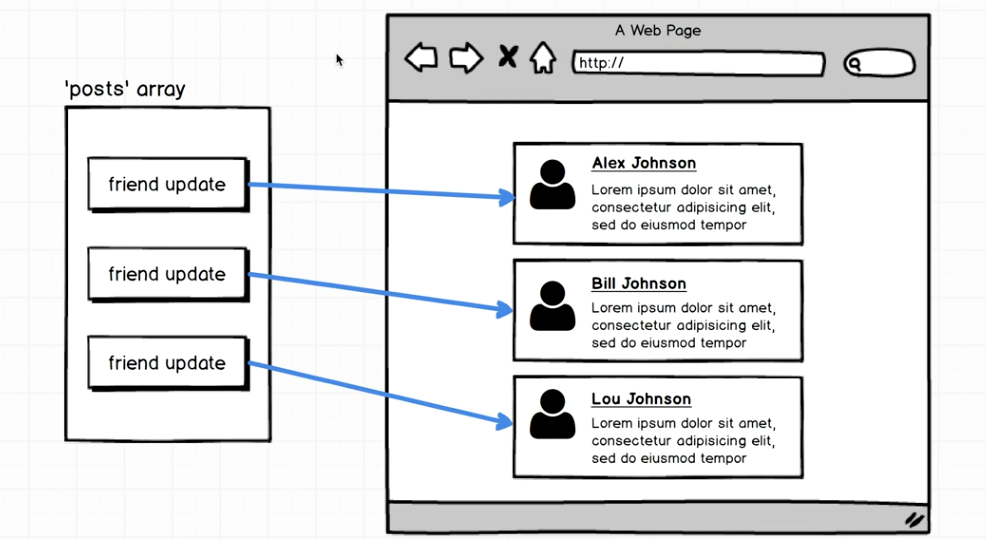 A Web Page
http://
'posts' array
friend update
friend update
friend update
Alex Johnson
Lorem ipsum dolor sit amet,
consectetur adipisicing elit,
sed do eiusmod tempor
Bill Johnson
Lorem ipsum dolor sit amet,
consectetur adipisicing elit,
sed do eiusmod tempor
Lou Johnson
Lorem ipsum dolor sit amet,
consectetur adipisicing elit,
sed do eiusmod tempor